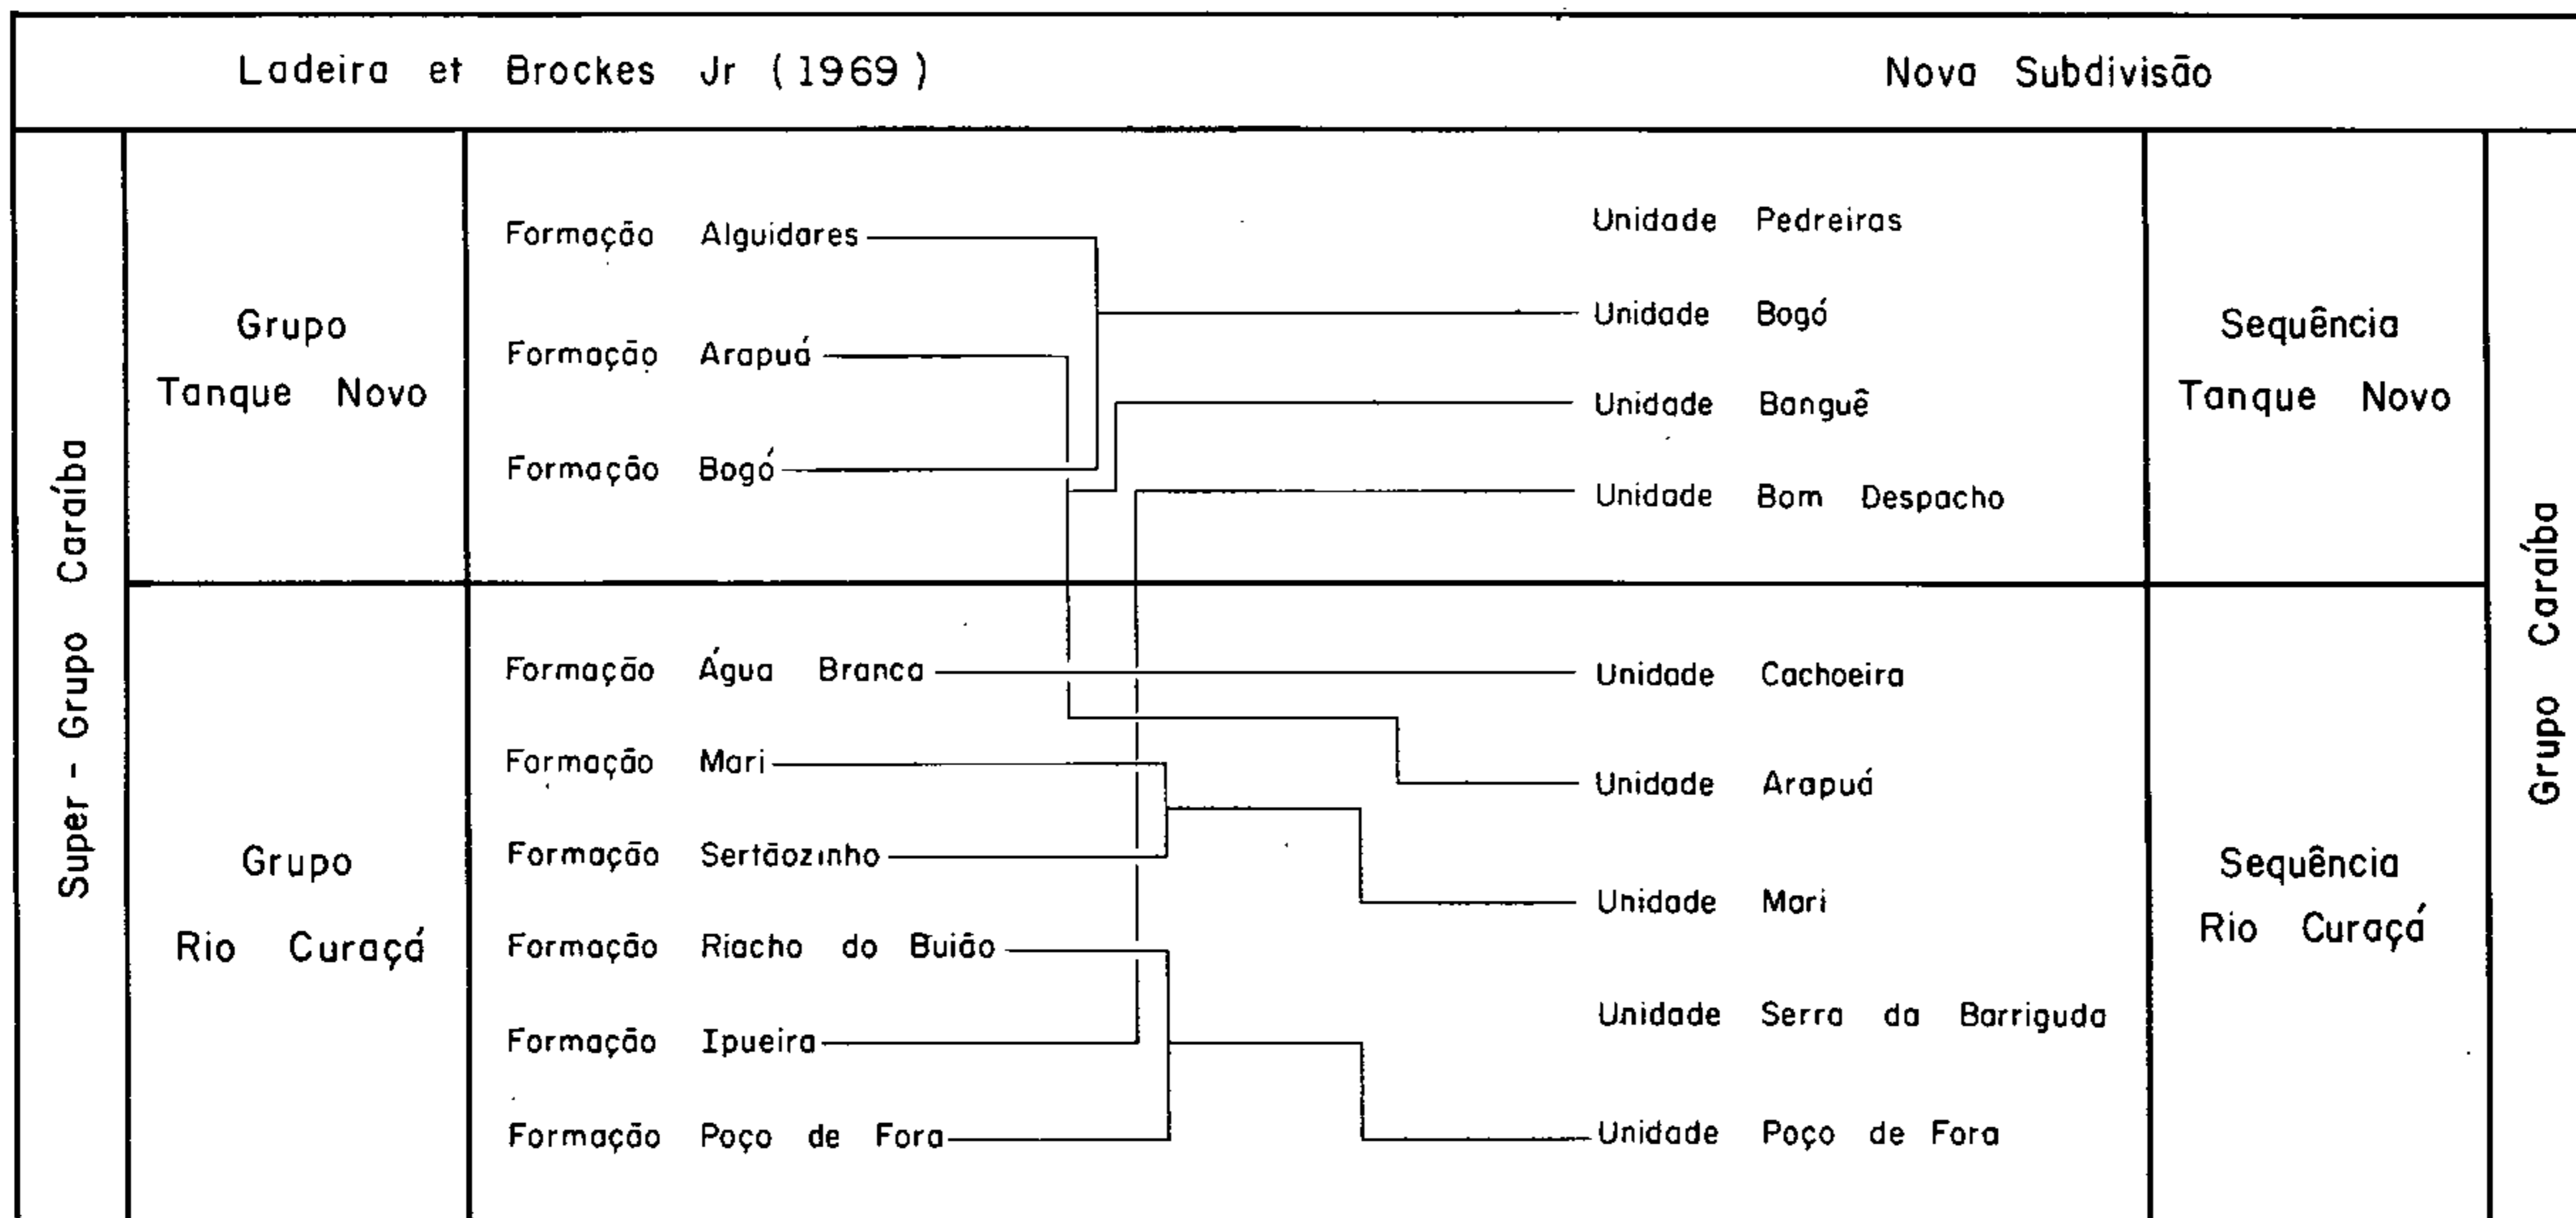 Ladeira et Brockes Jr (1969)
Nova Subdivisão
Super - Grupo Caraíba
Grupo
Tanque Novo
Formação Alguidares
Formação Arapuá
Formação Bogó
Unidade Pedreiras
Unidade Bogó
Unidade Banguê
Unidade Bom Despacho
Sequência
Tanque Novo
Grupo
Rio Curaçá
Formação Água Branca
Formação Mari
Formação Sertãozinho
Formação Riacho do Buião
Formação Ipueira
Formação Poço de Fora
Unidade Cachoeira
Unidade Arapuá
Unidade Mari
Unidade Serra da Barriguda
Unidade Poço de Fora
Sequência
Rio Curaçá
Grupo Caraíba